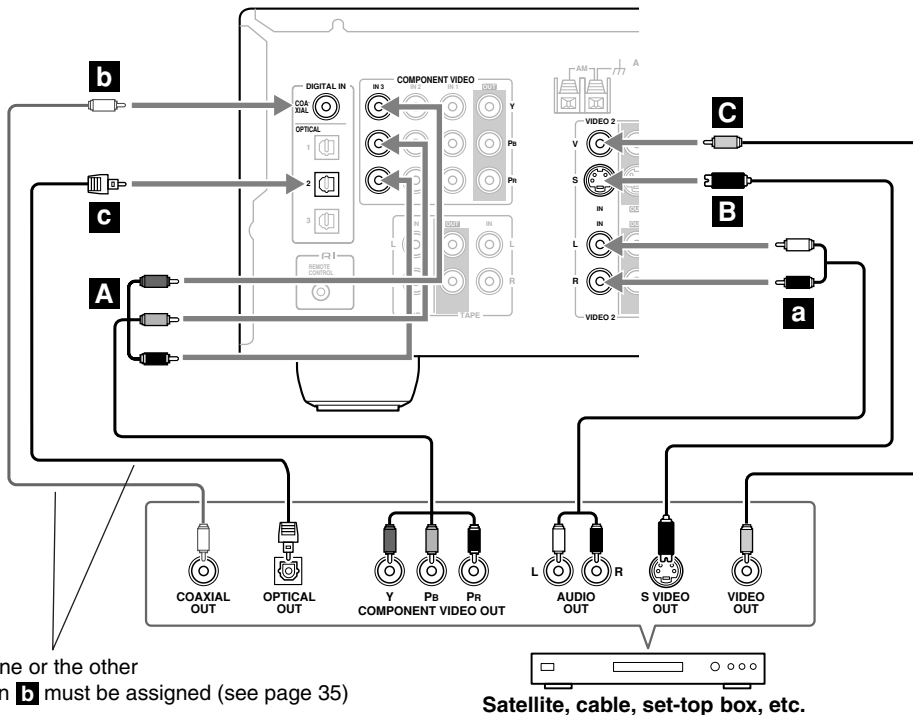 b
DIGITAL IN
COA
XIAL
OPTICAL
1
2
3
c
COMPONENT VIDEO
IN 3 IN 2 IN 1 OUT
Y
PB
PR
AM
A
VIDEO 2
V
S
IN
IN
L
R
VIDEO 2
C
B
a
A
RI
REMOTE
CONTROL
IN OUT IN
L L
R
TAPE
COAXIAL
OUT
OPTICAL
OUT
Y PB PR
COMPONENT VIDEO OUT
L R
AUDIO
OUT
S VIDEO
OUT
VIDEO
OUT
ne or the other
n b must be assigned (see page 35)
Satellite, cable, set-top box, etc.